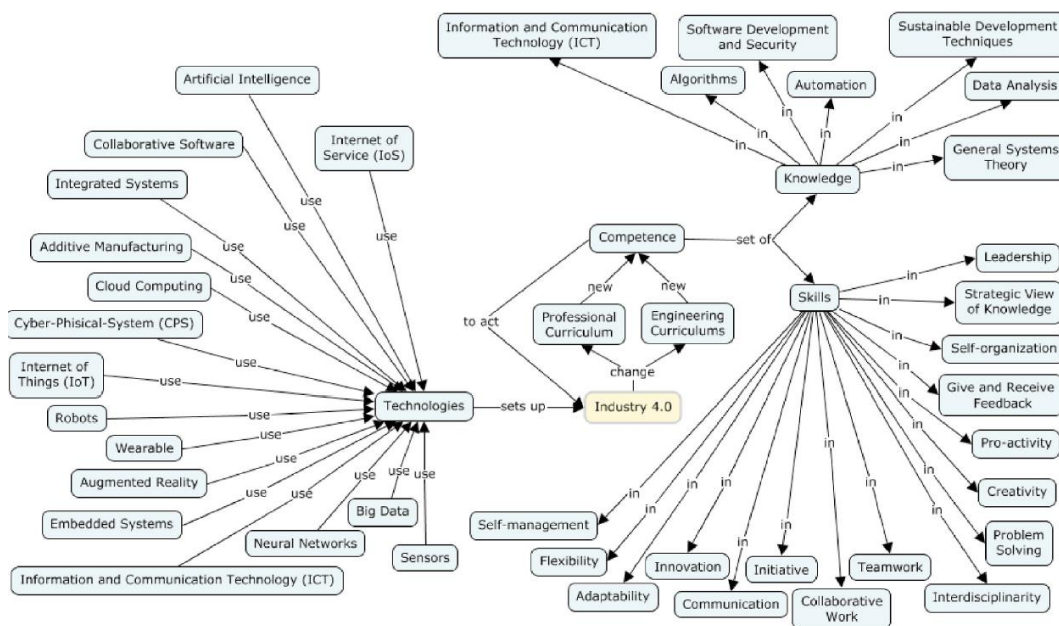 Information and Communication
Technology (ICT)
Software Development
and Security
Sustainable Development
Techniques
Artificial Intelligence
Algorithms
Automation
Data Analysis
in
in
in
in
in
in
in
Collaborative Software
Internet of
Service (IoS)
General Systems
Theory
Integrated Systems
Knowledge
use
use
use
use
Additive Manufacturing
use
Competence
set of
Leadership
in
Cloud Computing
use
new
new
Skills
in
Strategic View
of Knowledge
Cyber-Phisical-System (CPS)
to act
Professional
Curriculum
Engineering
Curriculums
in
Self-organization
use
Internet of
Things (IoT)
use
change
in
Give and Receive
Feedback
Technologies
sets up
Industry 4.0
Robots
use
in
Pro-activity
Wearable
use
in
Augmented Reality
use
use
use
use
use
in
Creativity
Embedded Systems
Big Data
Self-management
in
in
in
in
in
in
in
in
in
in
in
Problem
Solving
Neural Networks
Sensors
Flexibility
Innovation
Initiative
Teamwork
Information and Communication Technology (ICT)
Adaptability
Communication
Collaborative
Work
Interdisciplinarity